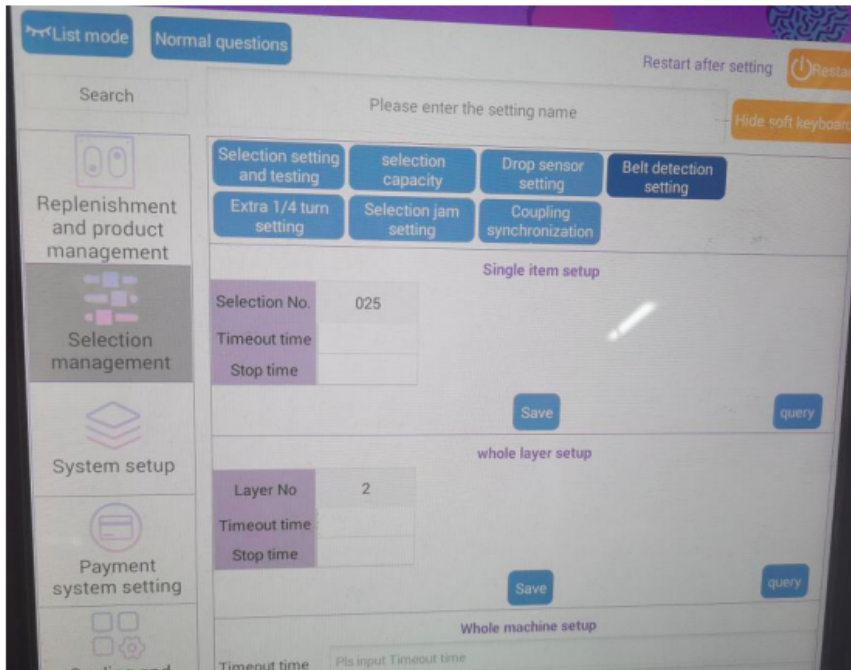 List mode
Normal questions
Restart after setting
Search
Please enter the setting name
Hide soft keyboard
Replenishment
and product
management
Selection
management
System setup
Payment
system setting
Selection setting
and testing
selection
capacity
Drop sensor
setting
Belt detection
setting
Extra 1/4 turn
setting
Selection jam
setting
Coupling
synchronization
Single item setup
Selection No. 025
Timeout time
Stop time
Save
query
whole layer setup
Layer No 2
Timeout time
Stop time
Save
query
Whole machine setup
Timeout time Pls input Timeout time